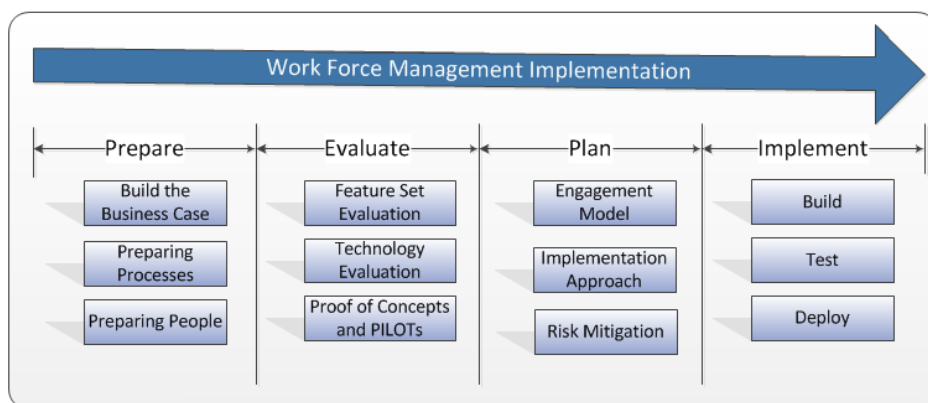 Work Force Management Implementation
Prepare
Evaluate
Plan
Implement
Build the
Business Case
Preparing
Processes
Preparing People
Feature Set
Evaluation
Technology
Evaluation
Proof of Concepts
and PILOTs
Engagement
Model
Implementation
Approach
Risk Mitigation
Build
Test
Deploy